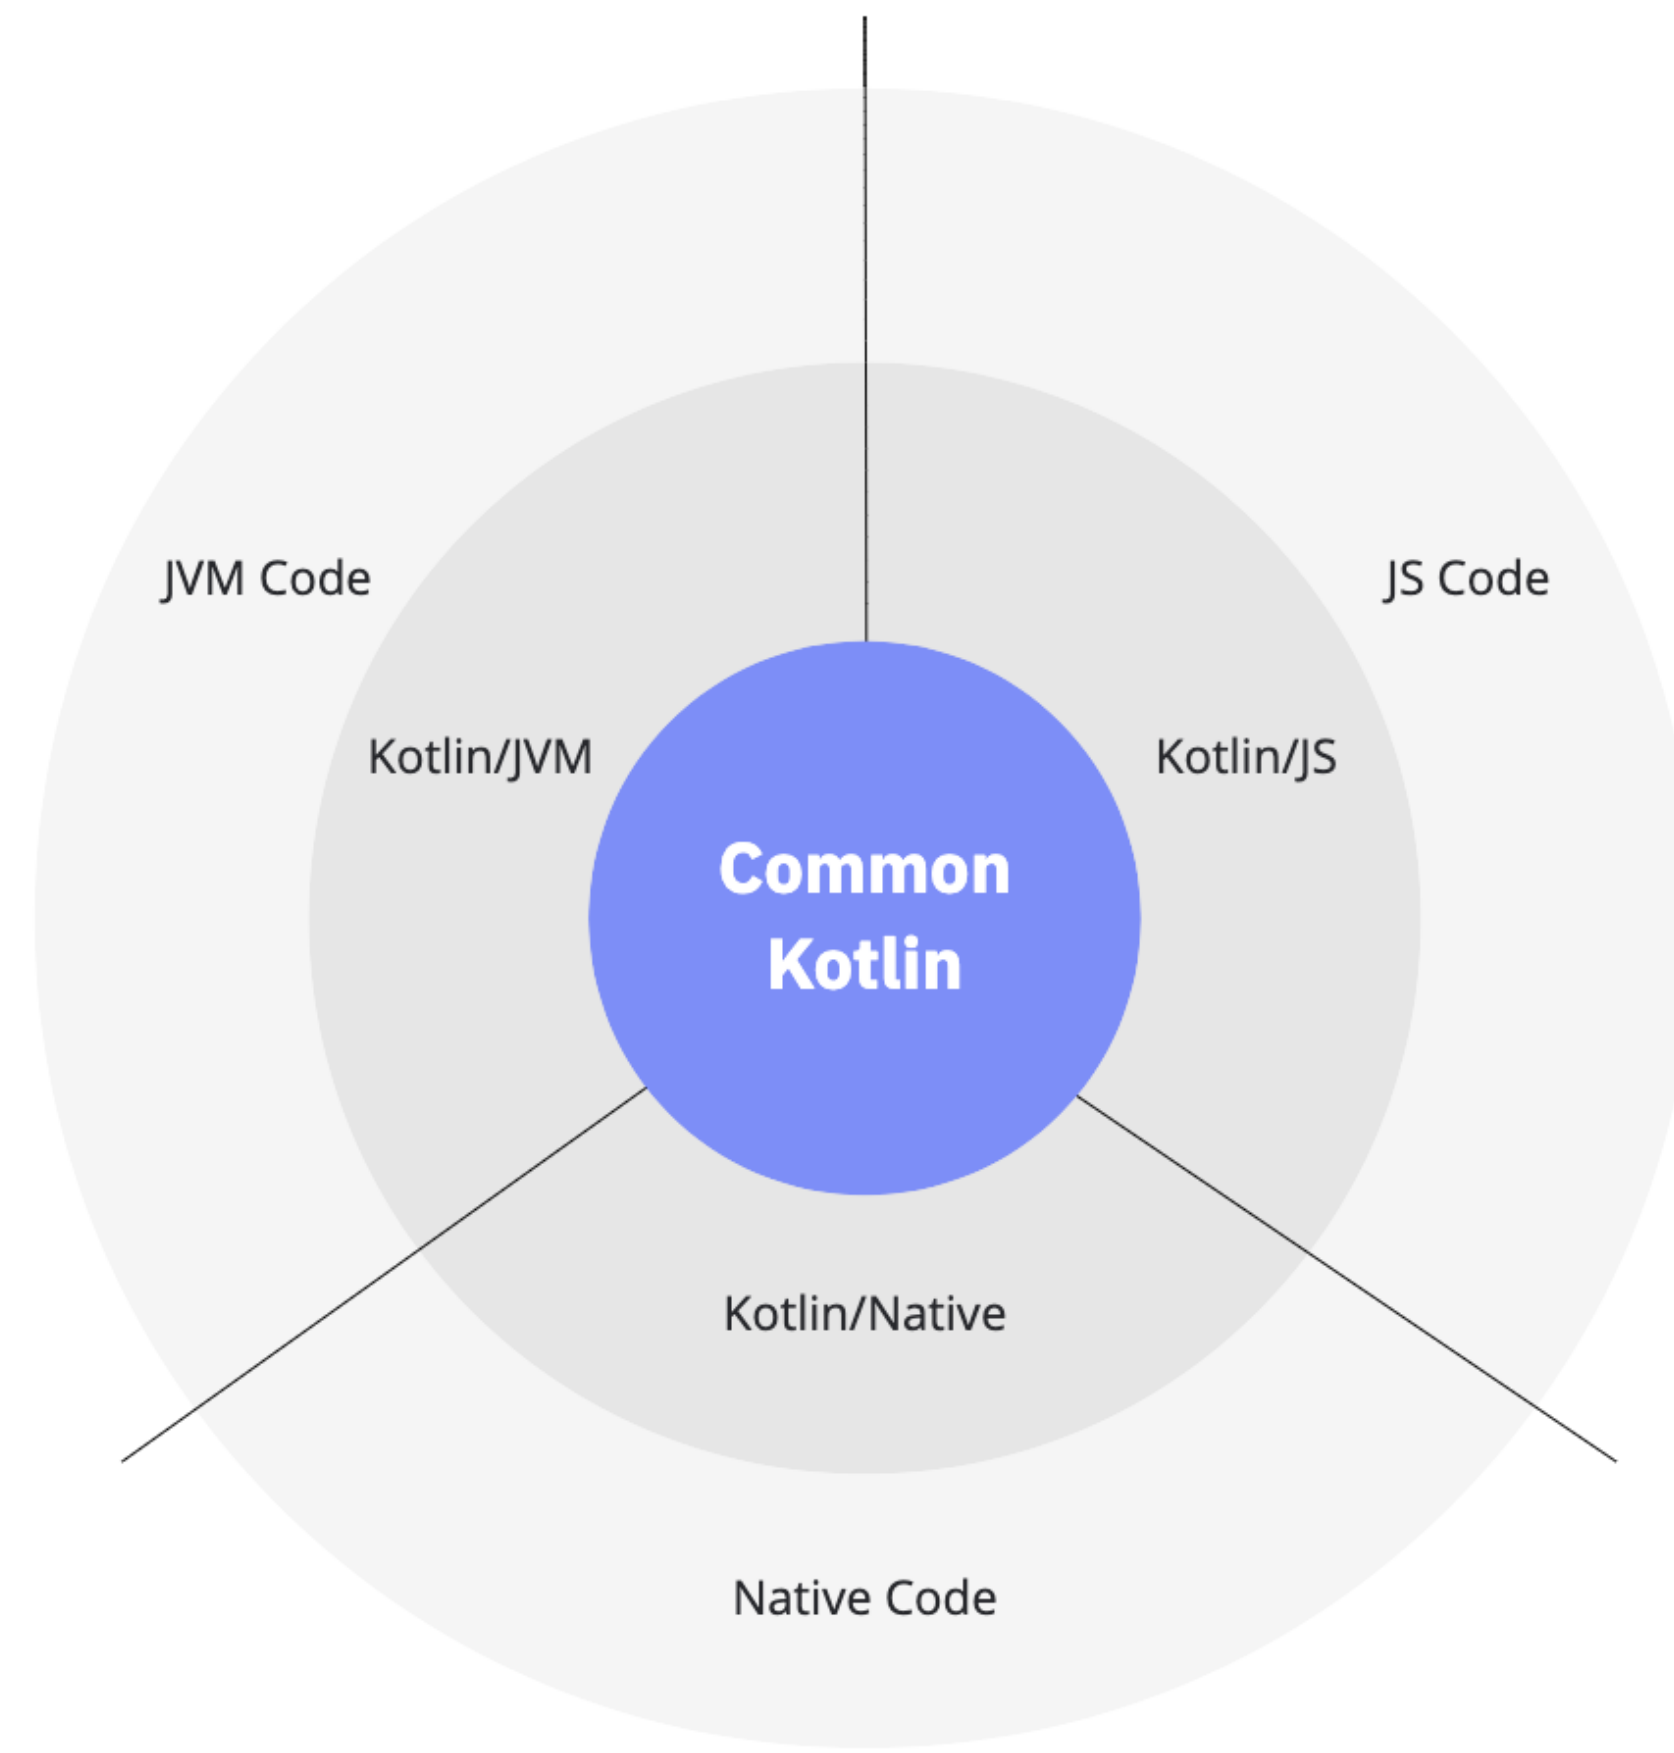 JVM Code
JS Code
Kotlin/JVM
Kotlin/JS
Common
Kotlin
Kotlin/Native
Native Code